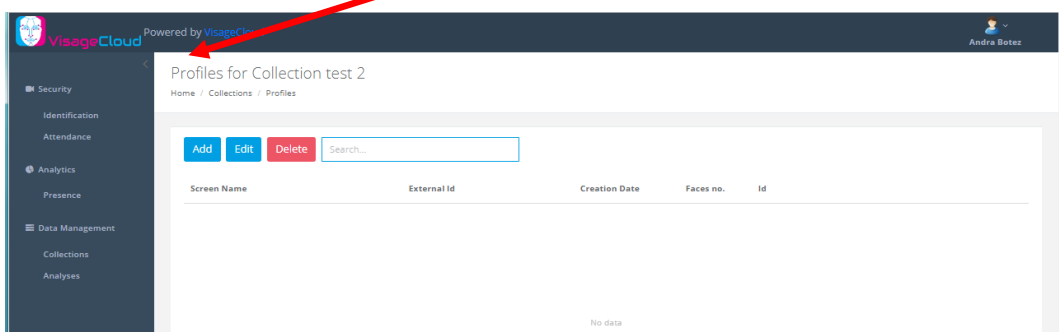 VisageCloud Powered by VisageCloud
Andra Botez
Security
Identification
Attendance
Analytics
Presence
Data Management
Collections
Analyses
Profiles for Collection test 2
Home / Collections / Profiles
Add Edit Delete Search...
Screen Name External Id Creation Date Faces no. Id
No data